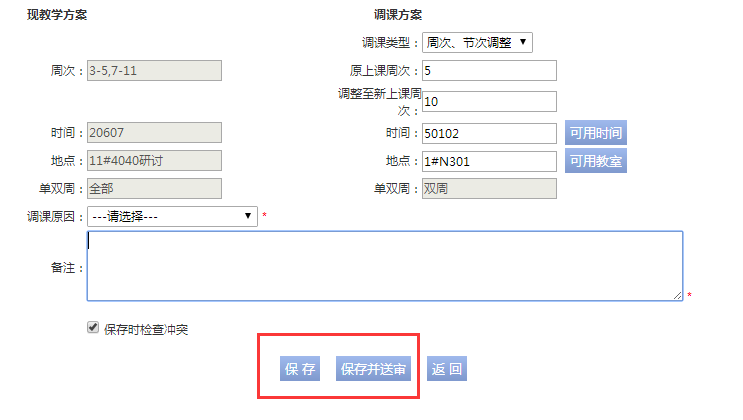 现教学方案 调课方案
调课类型： 周次、节次调整
周次： 3-5,7-11 原上课周次： 5
调整至新上课周
次： 10
时间： 20607 时间： 50102 可用时间
地点： 11#4040研讨 地点： 1#N301 可用教室
单双周： 全部 单双周： 双周
调课原因： ---请选择--- *
备注： *
保存时检查冲突
保 存 保存并送审 返 回